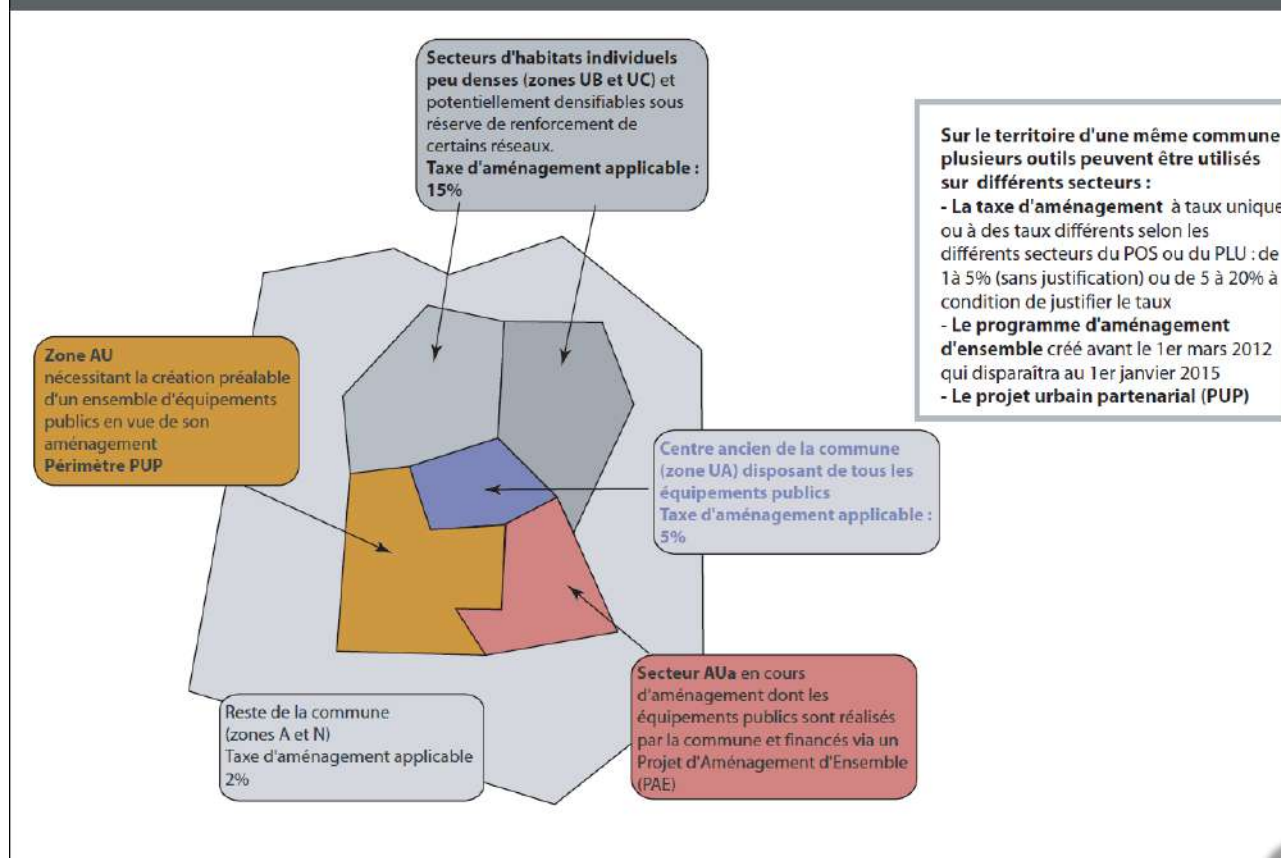 Secteurs d'habitats individuels
peu denses (zones UB et UC) et
potentiellement densifiables sous
réserve de renforcement de
certains réseaux.
Taxe d'aménagement applicable :
15%
Sur le territoire d'une même commune
plusieurs outils peuvent être utilisés
sur différents secteurs :
- La taxe d'aménagement à taux unique
ou à des taux différents selon les
différents secteurs du POS ou du PLU : de
1à 5% (sans justification) ou de 5 à 20% à
condition de justifier le taux
- Le programme d'aménagement
d'ensemble créé avant le 1er mars 2012
qui disparaîtra au 1er janvier 2015
- Le projet urbain partenarial (PUP)
Zone AU
nécessitant la création préalable
d'un ensemble d'équipements
publics en vue de son
aménagement
Périmètre PUP
Centre ancien de la commune
(zone UA) disposant de tous les
équipements publics
Taxe d'aménagement applicable :
5%
Secteur AUa en cours
d'aménagement dont les
équipements publics sont réalisés
par la commune et financés via un
Projet d'Aménagement d'Ensemble
(PAE)
Reste de la commune
(zones A et N)
Taxe d'aménagement applicable
2%